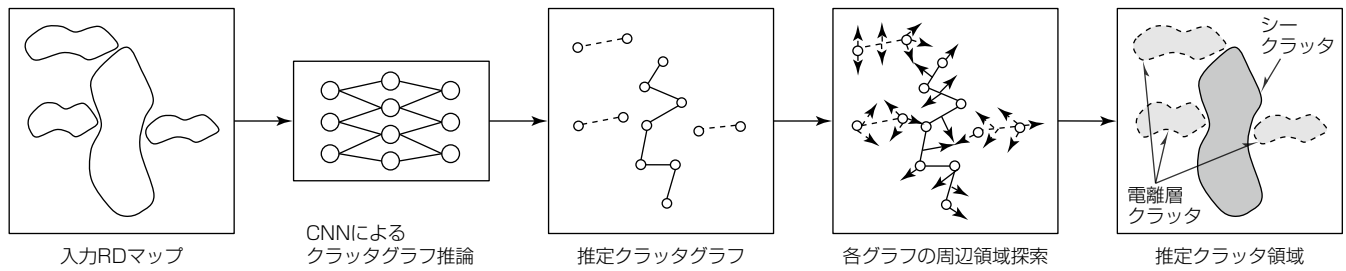 シー
クラッタ
電離層
クラッタ
入力RDマップ
CNNによる
クラッタグラフ推論
推定クラッタグラフ
各グラフの周辺領域探索
推定クラッタ領域